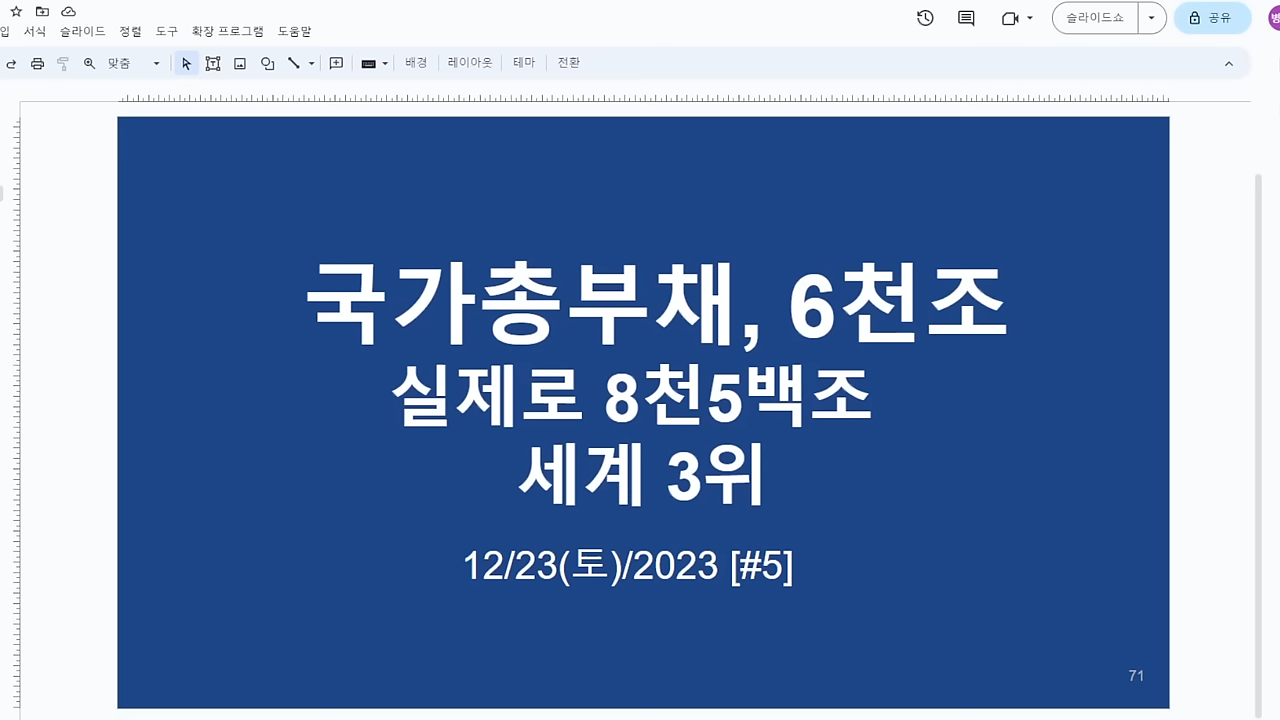 슬라이드쇼
공유
입 서식 슬라이드 정렬 도구 확장 프로그램 도움말
맞춤 배경 레이아웃 테마 전환
국가총부채, 6천조
실제로 8천5백조
세계 3위
12/23(토)/2023 [#5]
71